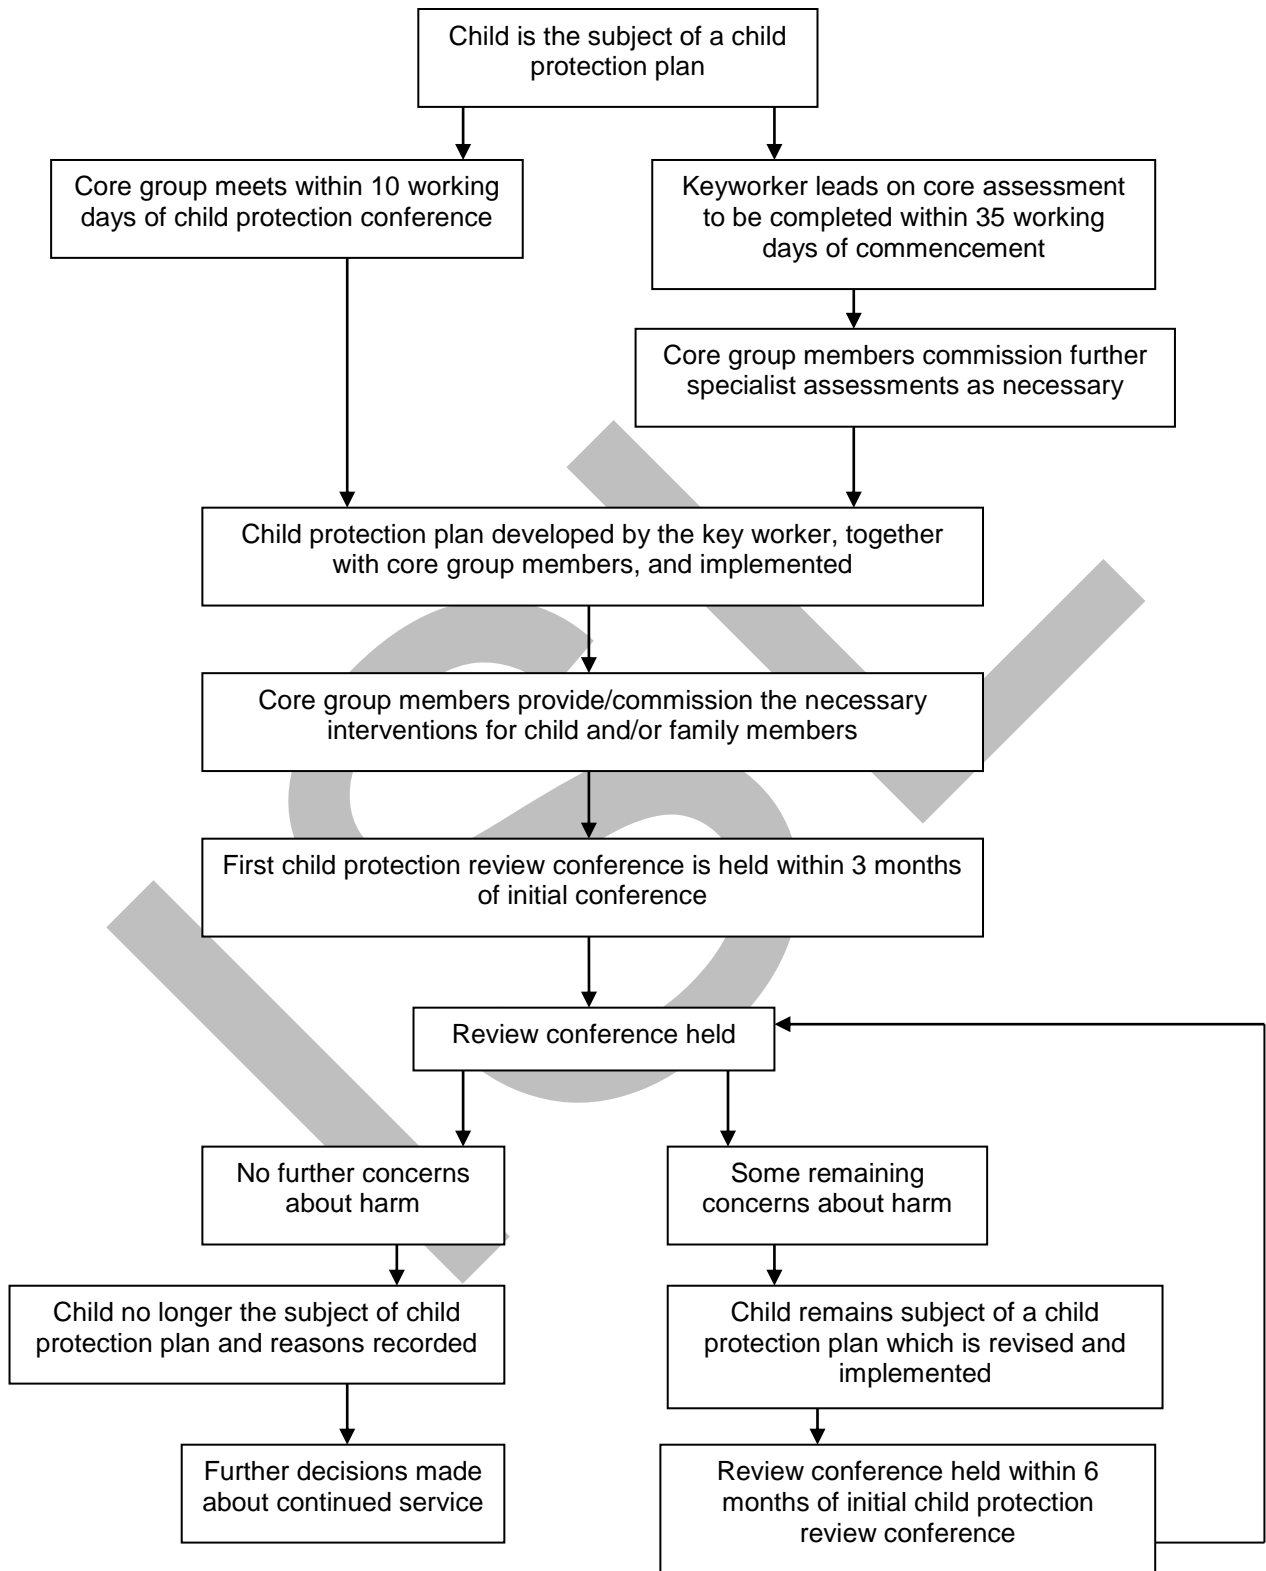 Child is the subject of a child
protection plan
Core group meets within 10 working
days of child protection conference
Keyworker leads on core assessment
to be completed within 35 working
days of commencement
Core group members commission further
specialist assessments as necessary
Child protection plan developed by the key worker, together
with core group members, and implemented
Core group members provide/commission the necessary
interventions for child and/or family members
First child protection review conference is held within 3 months
of initial conference
Review conference held
No further concerns
about harm
Some remaining
concerns about harm
Child no longer the subject of child
protection plan and reasons recorded
Child remains subject of a child
protection plan which is revised and
implemented
Further decisions made
about continued service
Review conference held within 6
months of initial child protection
review conference